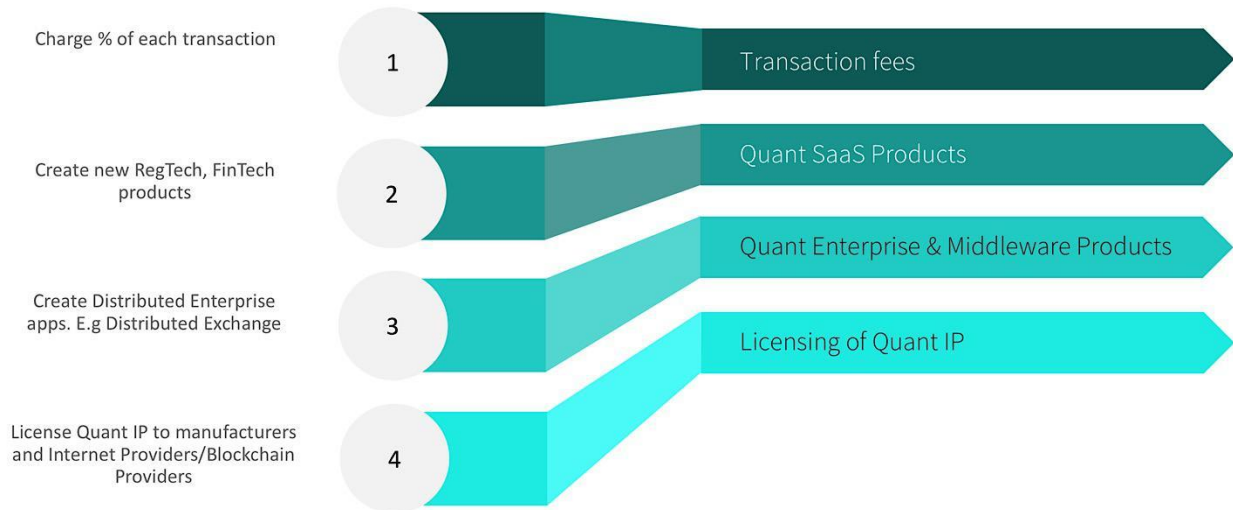 Charge % of each transaction
1
Transaction fees
Create new RegTech, FinTech
products
2
Quant SaaS Products
Create Distributed Enterprise
apps. E.g Distributed Exchange
3
Quant Enterprise & Middleware Products
License Quant IP to manufacturers
and Internet Providers/Blockchain
Providers
4
Licensing of Quant IP